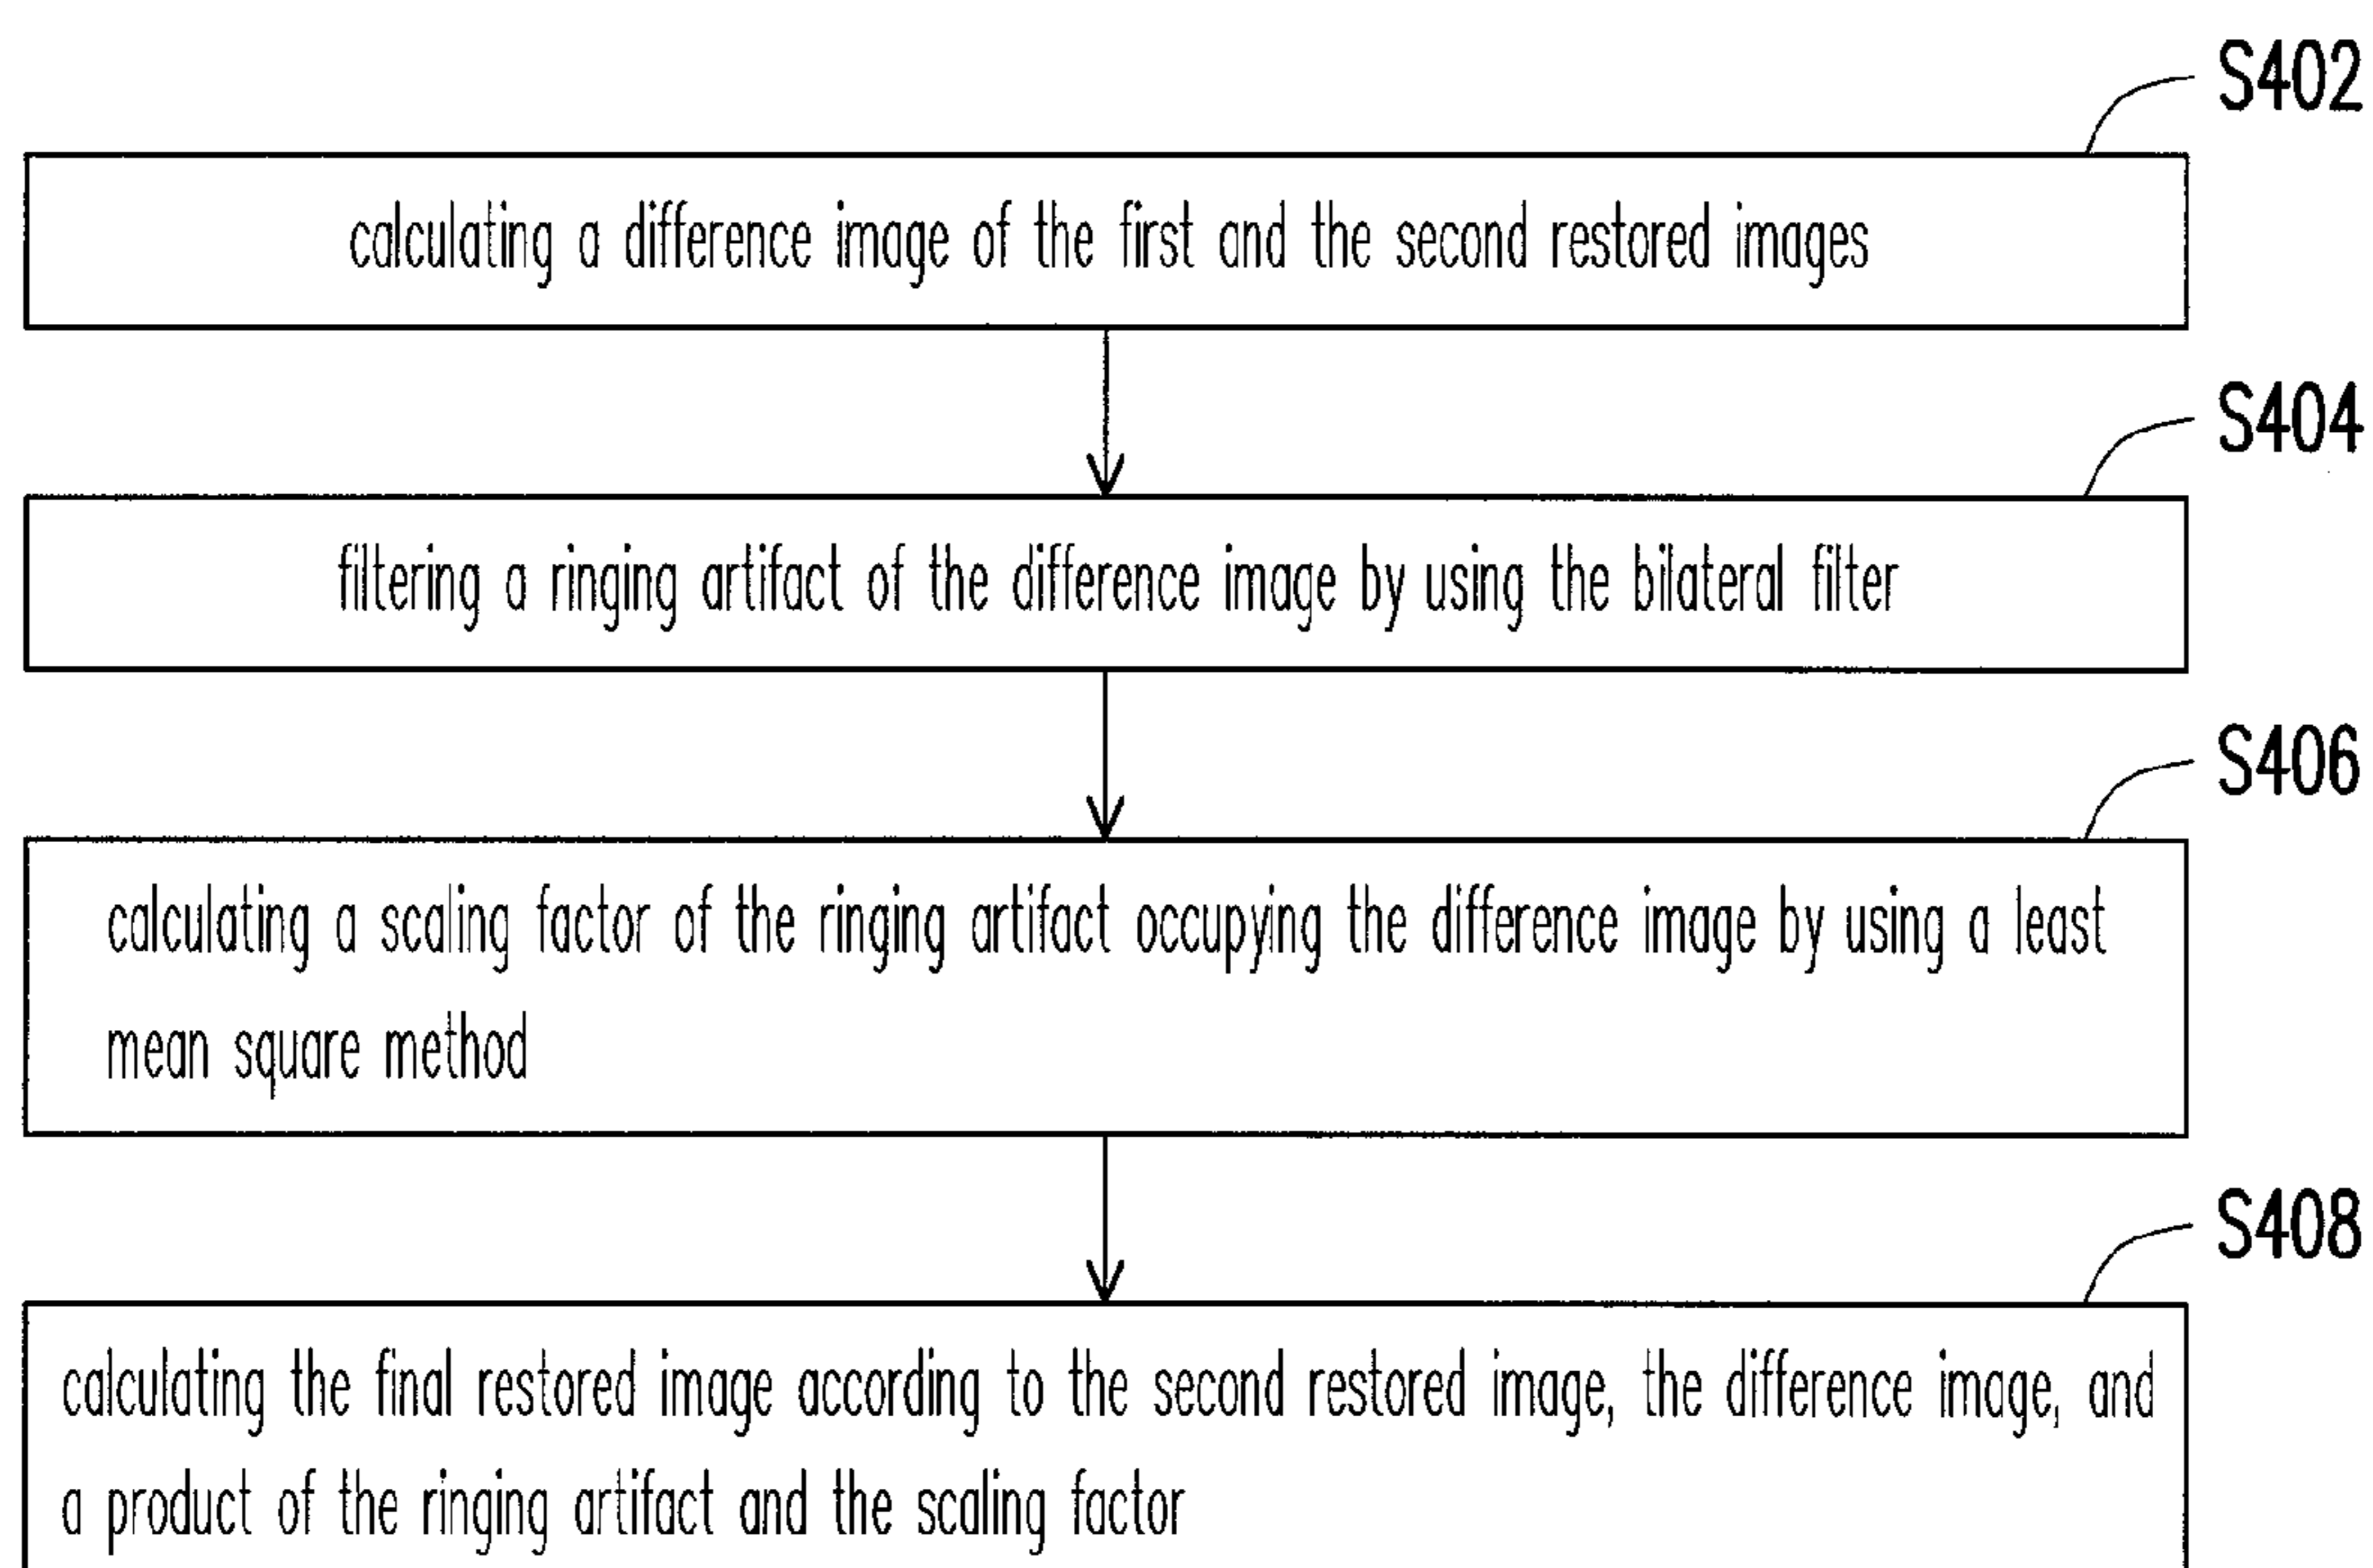 S402
calculating a difference image of the first and the second restored images
S404
filtering a ringing artifact of the difference image by using the bilateral filter
S406
calculating a scaling factor of the ringing artifact occupying the difference image by using a least
mean square method
S408
calculating the final restored image according to the second restored image, the difference image, and
a product of the ringing artifact and the scaling factor